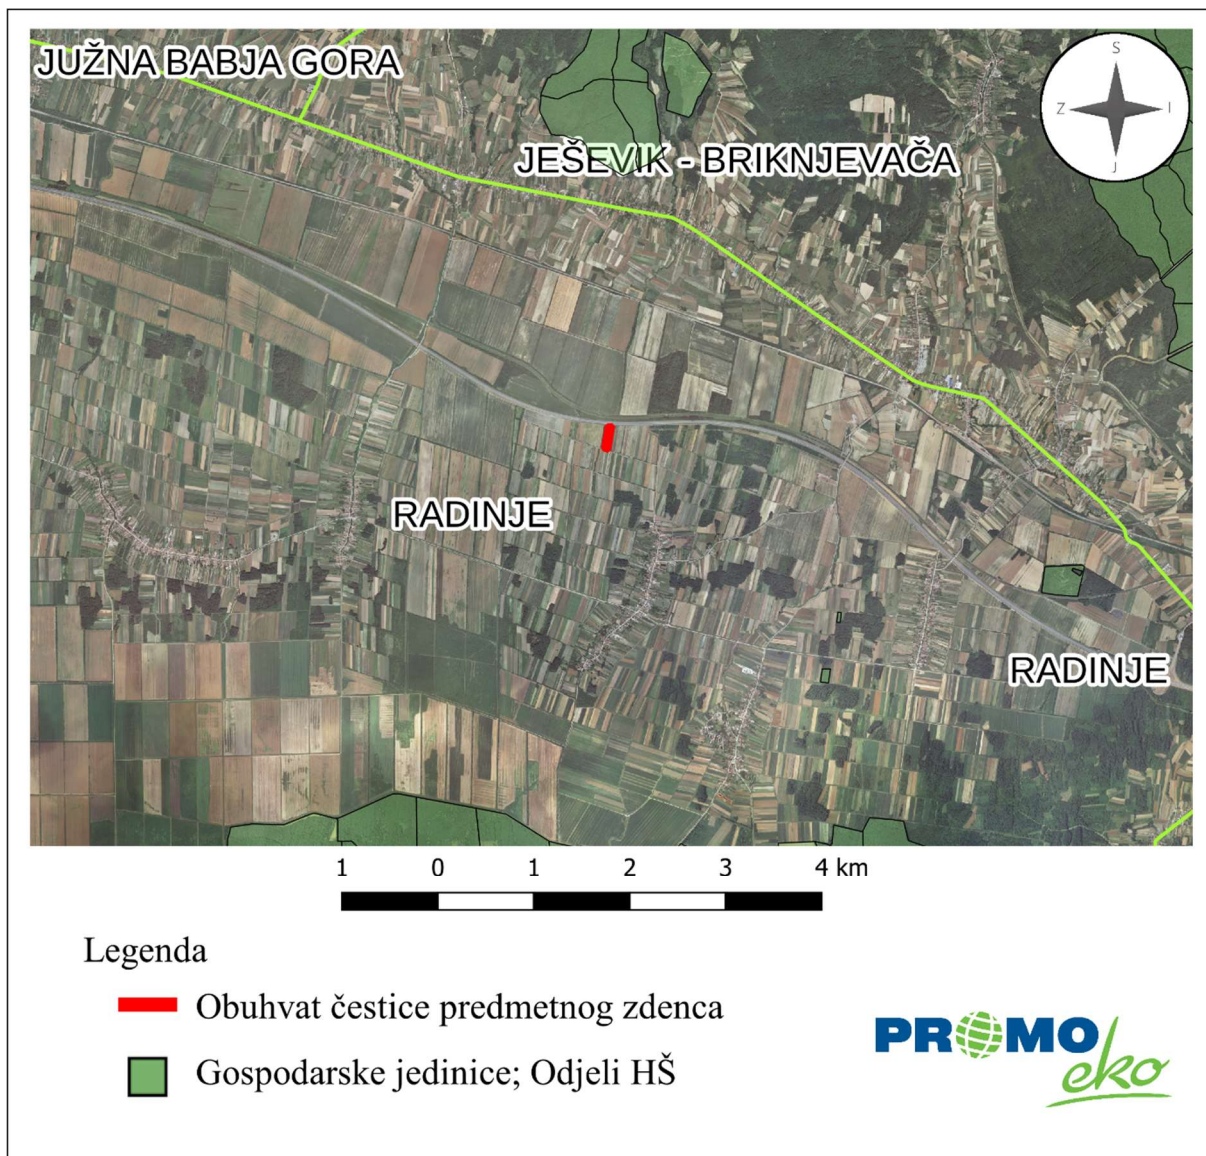 JUŽNA BABJA GORA
S
Z I
J
JEŠEVIK - BRIKNJEVAČA
RADINJE
RADINJE
1 0 1 2 3 4 km
Legenda
Obuhvat čestice predmetnog zdenca
Gospodarske jedinice; Odjeli HŠ
PROMO
eko